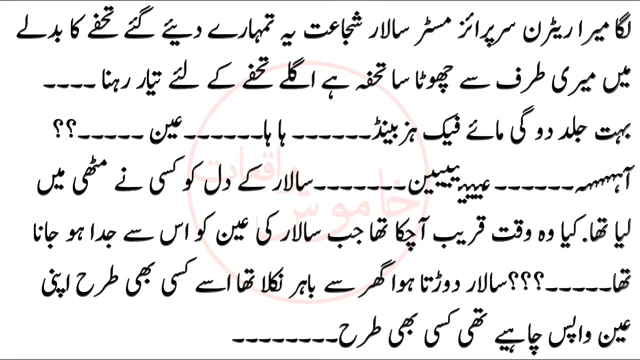 لگا میرا ریٹرن سرپرائز مسٹر سالار شجاعت یہ تمہارے دیئے گئے تحفے کا بدلے
میں میری طرف سے چھوٹا سا تحفہ ہے اگلے تحفے کے لئے تیار رہنا ۔۔۔۔
بہت جلد دو گی مائے فیک ہزبینڈ۔۔۔۔۔۔ ہا ہا۔۔۔۔۔۔عین ۔۔۔۔۔؟؟
آہہہہہہ۔۔۔۔۔۔ عییییییییین۔۔۔۔۔۔۔سالار کے دل کو کسی نے مٹھی میں
لیا تھا.کیا وہ وقت قریب آچکا تھا جب سالار کی عین کو اس سے جدا ہو جانا
تھا۔۔۔۔۔؟؟؟؟سالار دوڑتا ہوا گھر سے باہر نکلا تھا اسے کسی بھی طرح اپنی
عین واپس چاہیے تھی کسی بھی طرح۔۔۔۔۔۔۔۔
خاموش واقعات